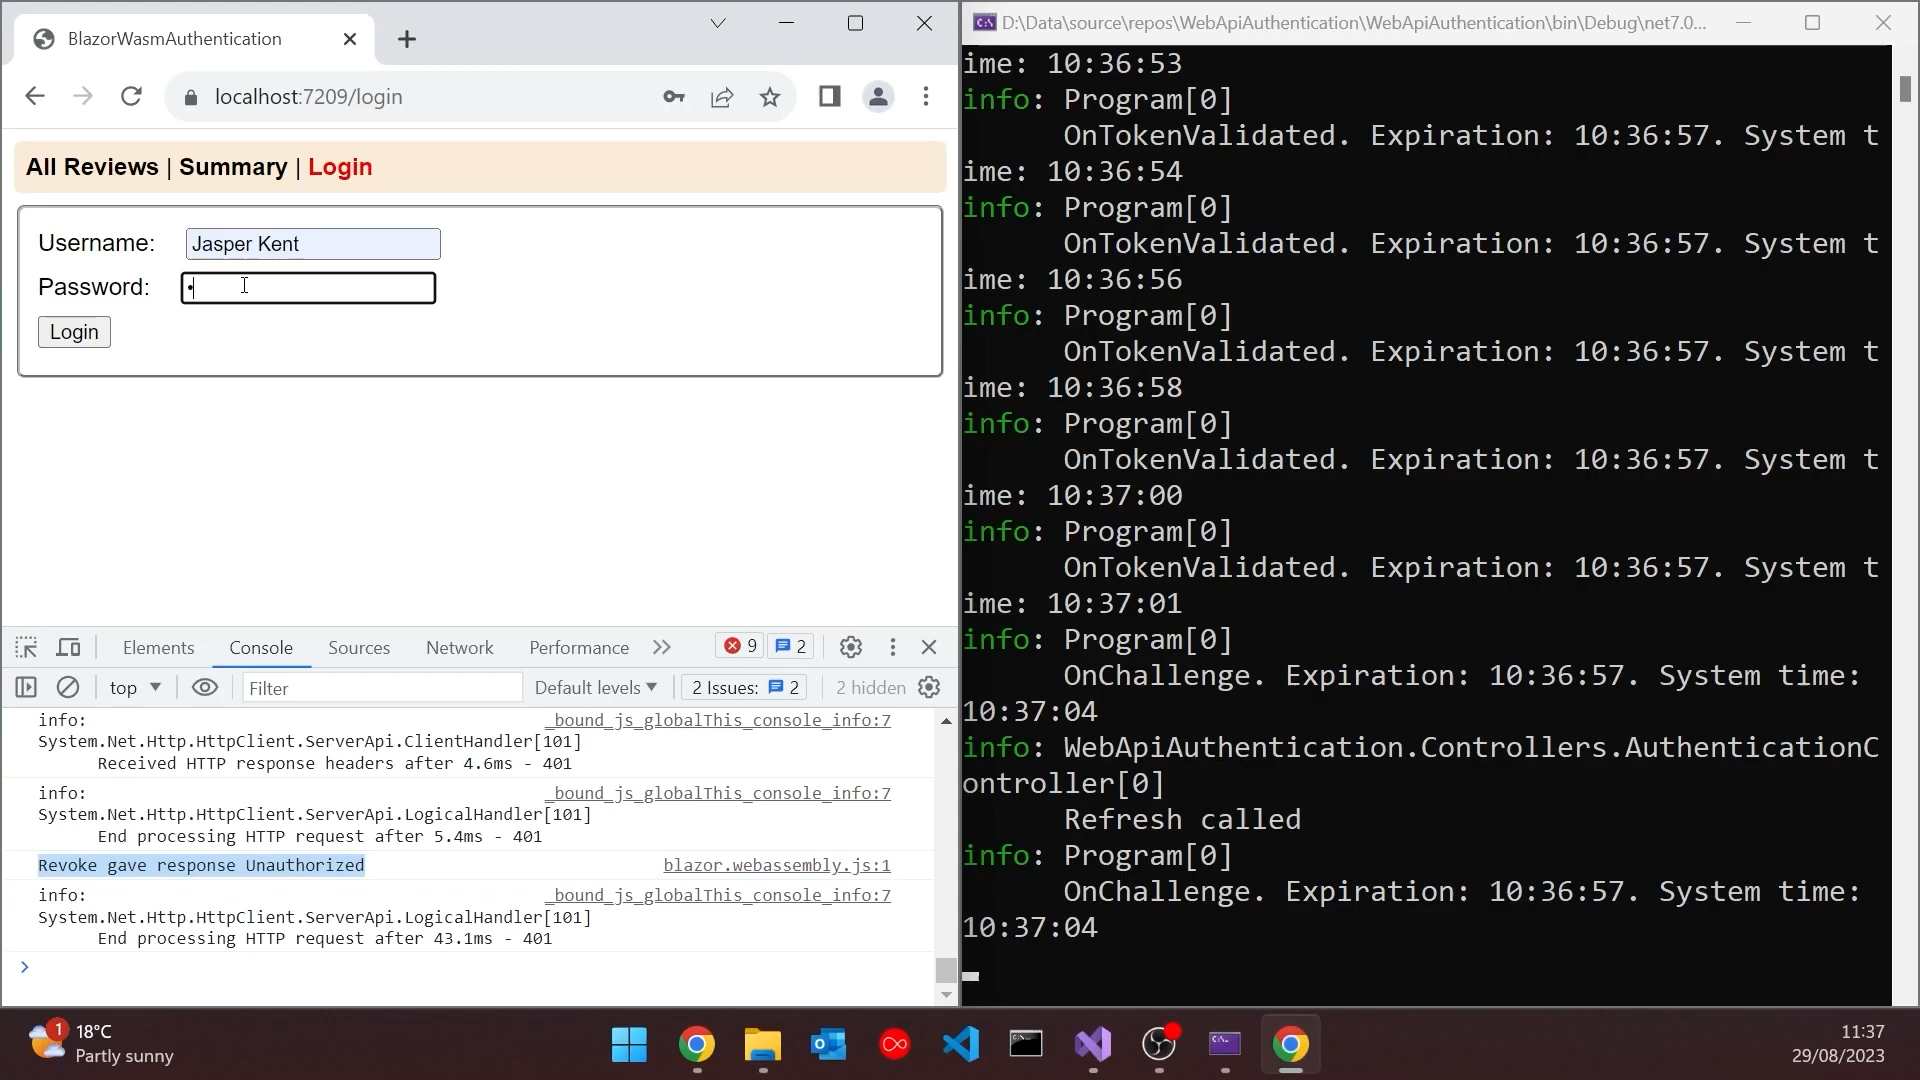 BlazorWasmAuthentication
localhost:7209/login
All Reviews | Summary | Login
Username: Jasper Kent
Password:
Login
Elements Console Sources Network Performance 9 2
top Filter Default levels 2 Issues: 2 2 hidden
info: _bound_js_globalThis_console_info:7
System.Net.Http.HttpClient.ServerApi.ClientHandler[101]
Received HTTP response headers after 4.6ms - 401
info: _bound_js_globalThis_console_info:7
System.Net.Http.HttpClient.ServerApi.LogicalHandler[101]
End processing HTTP request after 5.4ms - 401
Revoke gave response Unauthorized blazor.webassembly.js:1
info: _bound_js_globalThis_console_info:7
System.Net.Http.HttpClient.ServerApi.LogicalHandler[101]
End processing HTTP request after 43.1ms - 401
D:\Data\source\repos\WebApiAuthentication\WebApiAuthentication\bin\Debug\net7.0...
ime: 10:36:53
info: Program[0]
OnTokenValidated. Expiration: 10:36:57. System t
ime: 10:36:54
info: Program[0]
OnTokenValidated. Expiration: 10:36:57. System t
ime: 10:36:56
info: Program[0]
OnTokenValidated. Expiration: 10:36:57. System t
ime: 10:36:58
info: Program[0]
OnTokenValidated. Expiration: 10:36:57. System t
ime: 10:37:00
info: Program[0]
OnTokenValidated. Expiration: 10:36:57. System t
ime: 10:37:01
info: Program[0]
OnChallenge. Expiration: 10:36:57. System time:
10:37:04
info: WebApiAuthentication.Controllers.AuthenticationC
ontroller[0]
Refresh called
info: Program[0]
OnChallenge. Expiration: 10:36:57. System time:
10:37:04
1 18°C
Partly sunny
11:37
29/08/2023